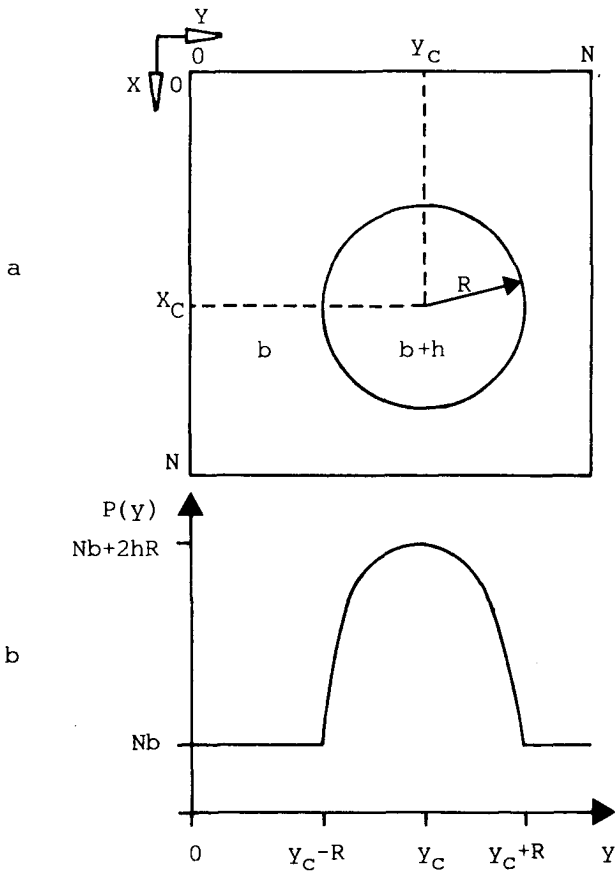 Y
0 y_C N
X 0
a
X_C R
b b+h
N
P(y)
Nb+2hR
b
Nb
0 y_C-R y_C y_C+R y